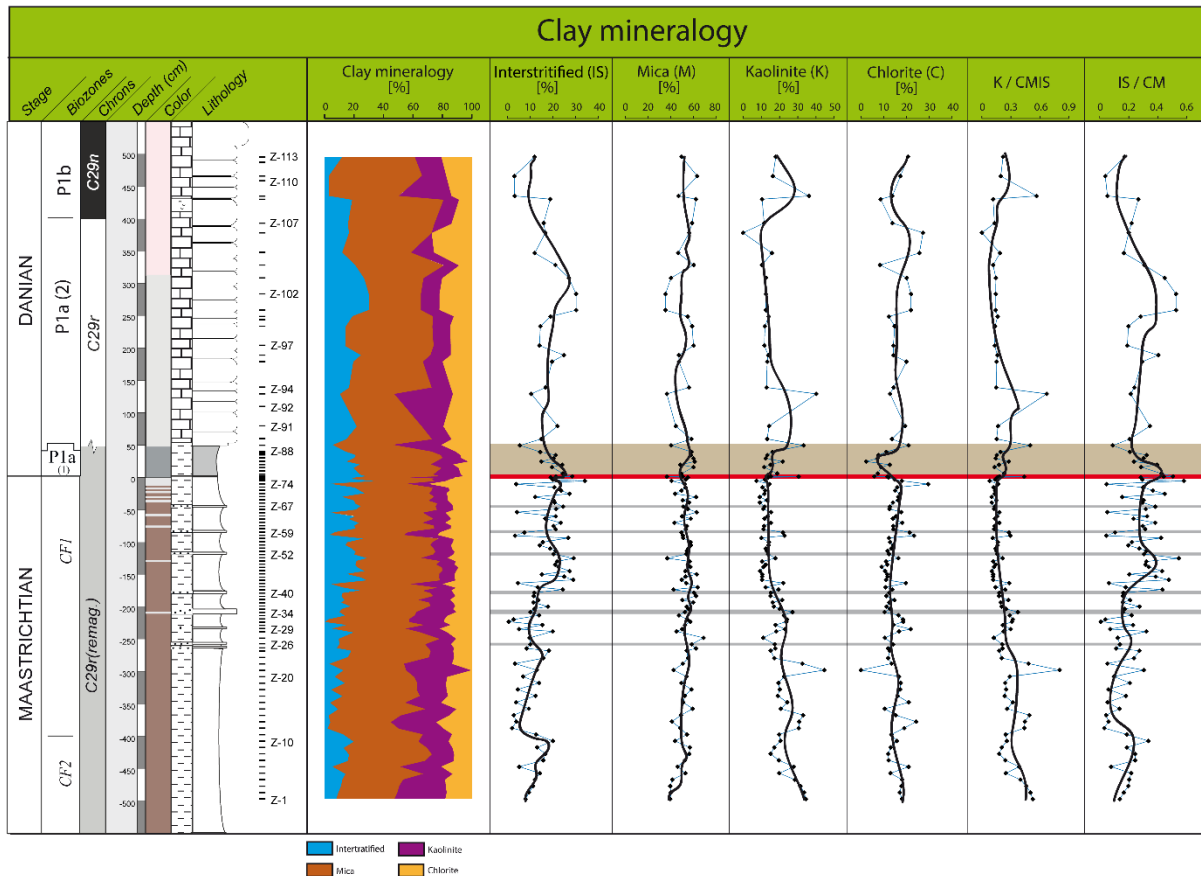 Clay mineralogy
Stage
Biozones
Chrons
Depth (cm)
Color
Lithology
Clay mineralogy
[%]
0 20 40 60 80 100
Interstritified (IS)
[%]
0 10 20 30 40
Mica (M)
[%]
0 20 40 60 80
Kaolinite (K)
[%]
0 10 20 30 40 50
Chlorite (C)
[%]
0 10 20 30 40
K / CMIS
0 0.3 0.6 0.9
IS / CM
0 0.2 0.4 0.6
DANIAN
MAASTRICHTIAN
P1b
P1a (2)
P1a
(1)
CF1
CF2
C29n
C29r
C29r(remag.)
500
450
400
350
300
250
200
150
100
50
0
-50
-100
-150
-200
-250
-300
-350
-400
-450
-500
Z-113
Z-110
Z-107
Z-102
Z-97
Z-94
Z-92
Z-91
Z-88
Z-74
Z-67
Z-59
Z-52
Z-40
Z-34
Z-29
Z-26
Z-20
Z-10
Z-1
Intertratified
Kaolinite
Mica
Chlorite